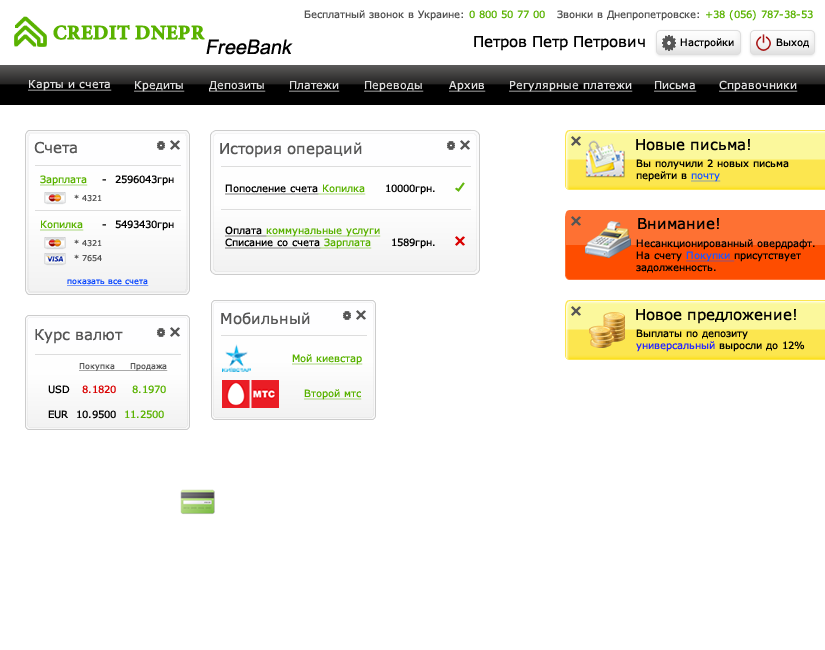 Бесплатный звонок в Украине: 0 800 50 77 00 Звонки в Днепропетровске: +38 (056) 787-38-53
CREDIT DNEPR
FreeBank
Петров Петр Петрович
Настройки
Выход
Карты и счета Кредиты Депозиты Платежи Переводы Архив Регулярные платежи Письма Справочники
Счета
Зарплата - 2596043грн
* 4321
Копилка - 5493430грн
* 4321
VISA * 7654
показать все счета
История операций
Попосление счета Копилка 10000грн.
Оплата коммунальные услуги
Списание со счета Зарплата 1589грн.
Новые письма!
Вы получили 2 новых письма
перейти в почту
Внимание!
Несанкционированный овердрафт.
На счету Покупки присутствует
задолженность.
Новое предложение!
Выплаты по депозиту
универсальный выросли до 12%
Курс валют
Покупка Продажа
USD 8.1820 8.1970
EUR 10.9500 11.2500
Мобильный
КИЇВСТАР
Мой киевстар
МТС
Второй мтс